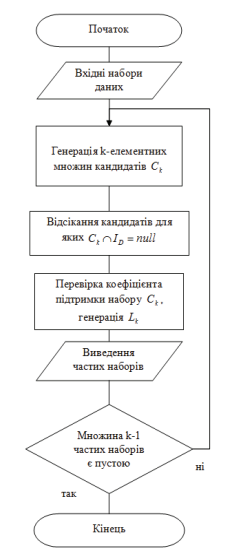 Початок
Вхідні набори
даних
Генерація k-елементних
множин кандидатів C_k
Відсікання кандидатів для
яких C_k ∩ I_D = null
Перевірка коефіцієнта
підтримки набору C_k,
генерація L_k
Виведення
частих наборів
Множина k-1
частих наборів
є пустою
ні
так
Кінець